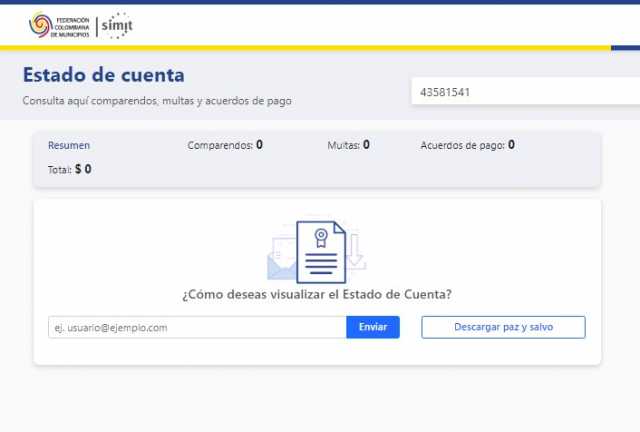 FEDERACIÓN
COLOMBIANA
DE MUNICIPIOS
simit
Estado de cuenta
Consulta aquí comparendos, multas y acuerdos de pago
43581541
Resumen Comparendos: 0 Multas: 0 Acuerdos de pago: 0
Total: $ 0
¿Cómo deseas visualizar el Estado de Cuenta?
ej. usuario@ejemplo.com Enviar Descargar paz y salvo